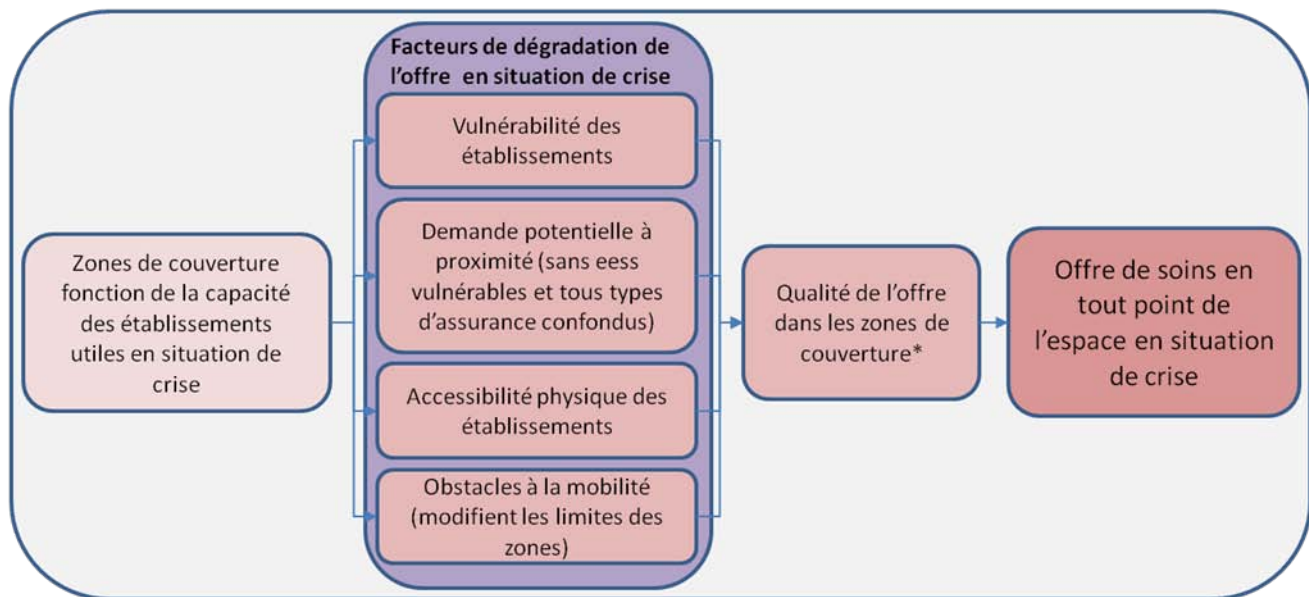 Zones de couverture
fonction de la capacité
des établissements
utiles en situation de
crise
Facteurs de dégradation de
l'offre en situation de crise
Vulnérabilité des
établissements
Demande potentielle à
proximité (sans eess
vulnérables et tous types
d'assurance confondus)
Accessibilité physique des
établissements
Obstacles à la mobilité
(modifient les limites des
zones)
Qualité de l'offre
dans les zones de
couverture*
Offre de soins en
tout point de
l'espace en situation
de crise